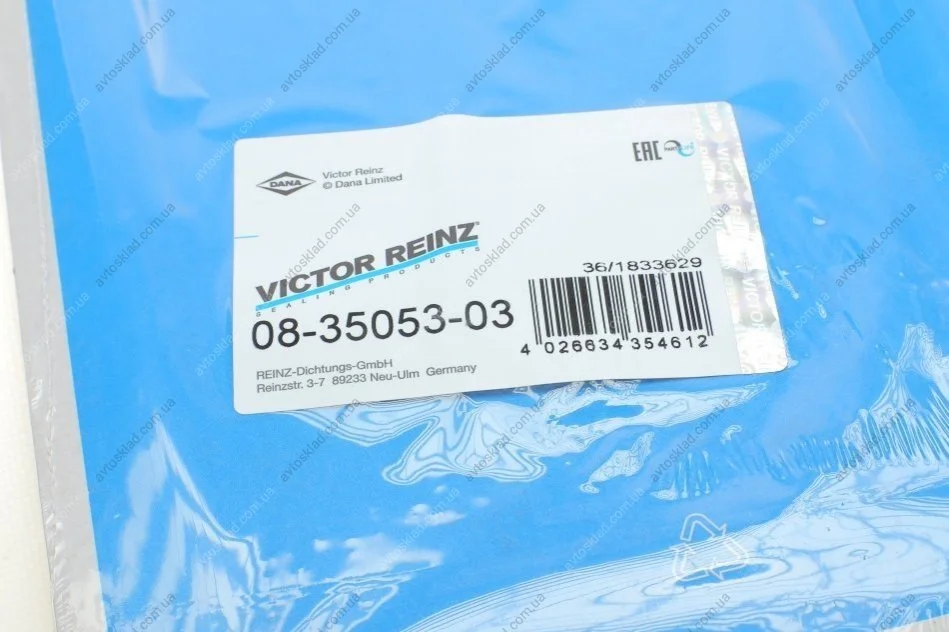 EAC
DANA
Victor Reinz
© Dana Limited
VICTOR REINZ®
SEALING PRODUCTS
36/1833629
08-35053-03
4 026634 354612
REINZ-Dichtungs-GmbH
Reinzstr. 3-7 89233 Neu-Ulm Germany
avtosklad.com.ua